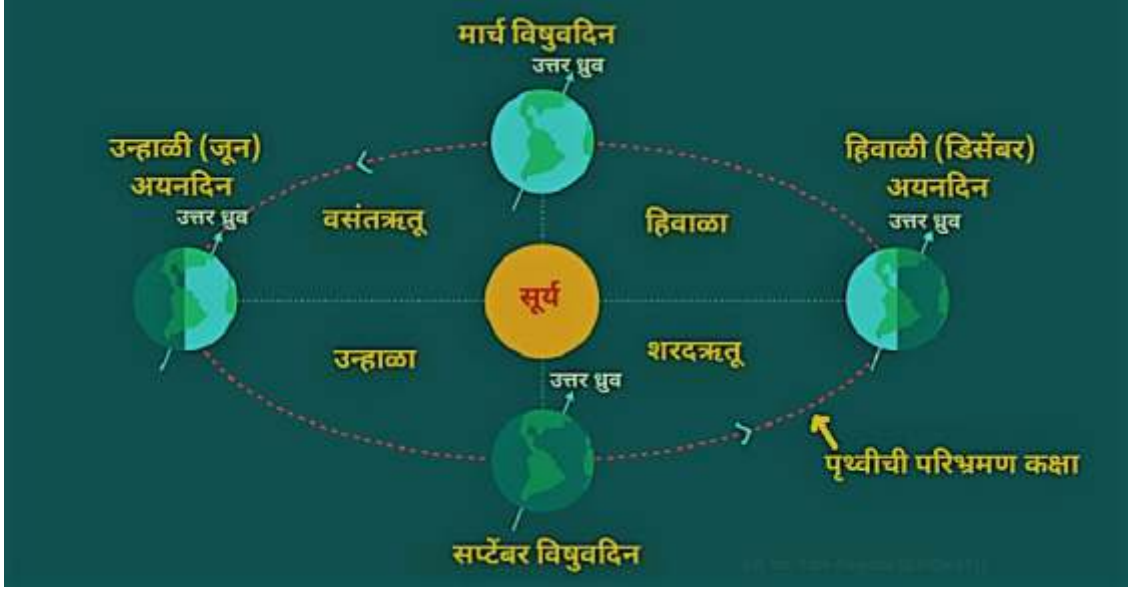 मार्च विषुवदिन
उत्तर ध्रुव
उन्हाळी (जून)
अयनदिन
उत्तर ध्रुव
हिवाळी (डिसेंबर)
अयनदिन
उत्तर ध्रुव
वसंतऋतू
हिवाळा
सूर्य
उन्हाळा
शरदऋतू
उत्तर ध्रुव
पृथ्वीची परिभ्रमण कक्षा
सप्टेंबर विषुवदिन